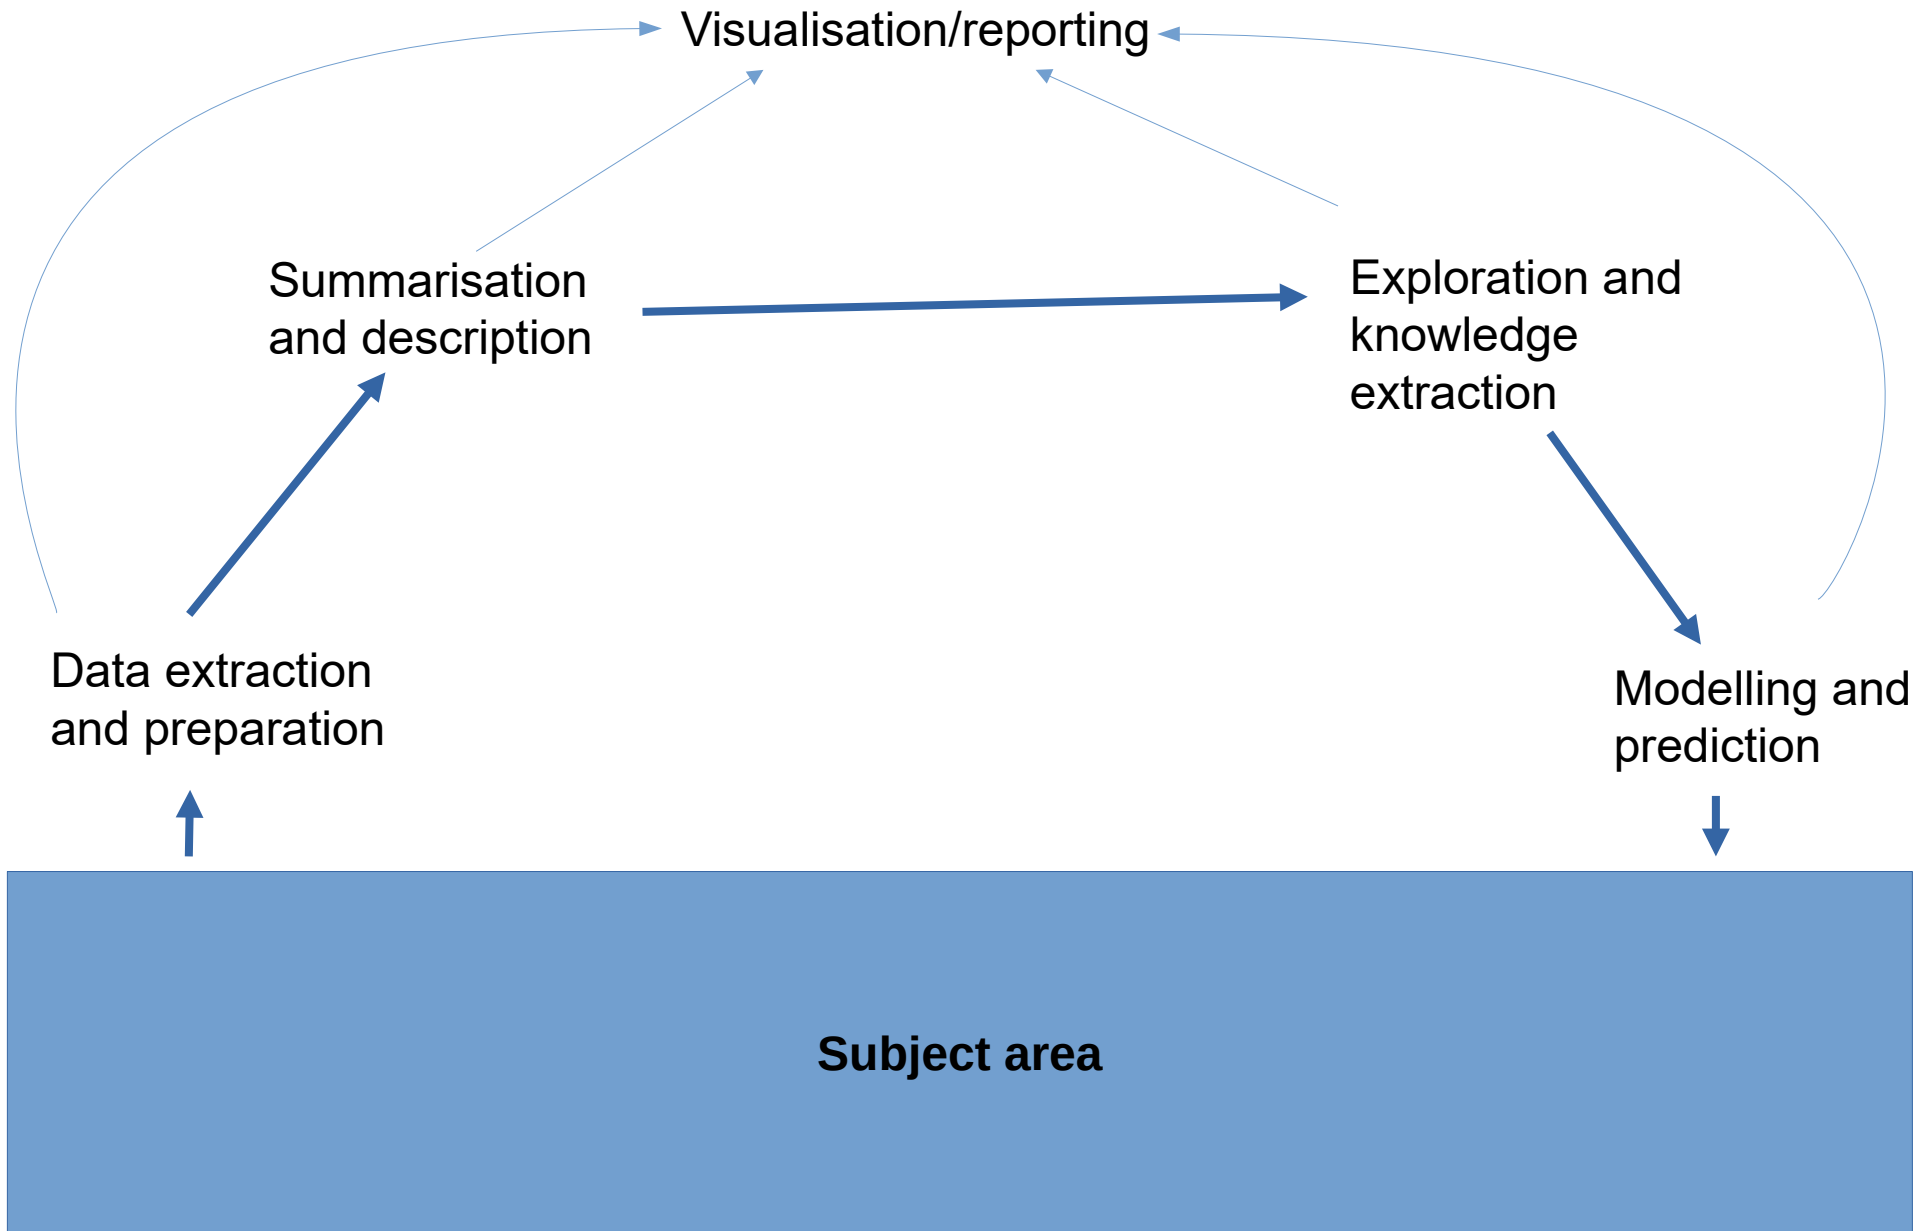 Visualisation/reporting
Summarisation
and description
Exploration and
knowledge
extraction
Data extraction
and preparation
Modelling and
prediction
Subject area